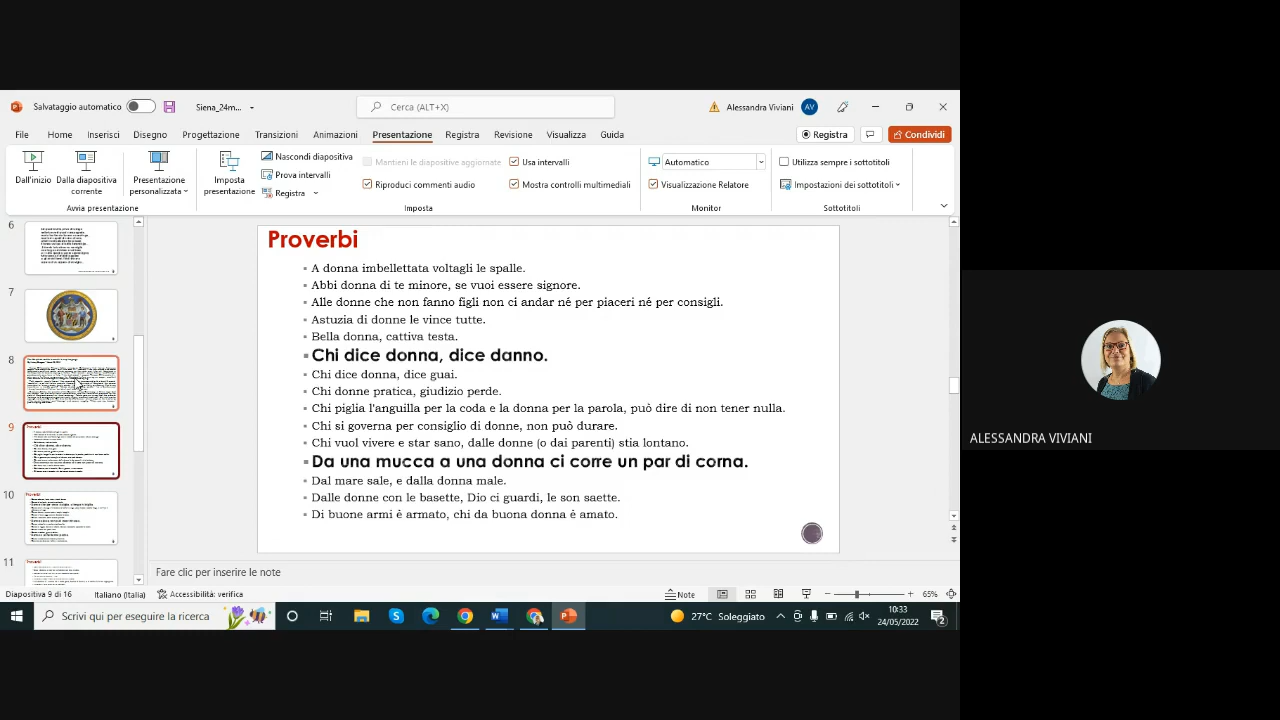 Salvataggio automatico
Siena_24m...
Cerca (ALT+X)
Alessandra Viviani
AV
File Home Inserisci Disegno Progettazione Transizioni Animazioni Presentazione Registra Revisione Visualizza Guida
Registra
Condividi
Dall'inizio
Dalla diapositiva corrente
Presentazione personalizzata
Imposta presentazione
Nascondi diapositiva
Prova intervalli
Registra
Mantieni le diapositive aggiornate
Riproduci commenti audio
Usa intervalli
Mostra controlli multimediali
Automatico
Visualizzazione Relatore
Utilizza sempre i sottotitoli
Impostazioni dei sottotitoli
Avvia presentazione
Imposta
Monitor
Sottotitoli
6
7
8
9
10
11
Proverbi
A donna imbellettata voltagli le spalle.
Abbi donna di te minore, se vuoi essere signore.
Alle donne che non fanno figli non ci andar né per piaceri né per consigli.
Astuzia di donne le vince tutte.
Bella donna, cattiva testa.
Chi dice donna, dice danno.
Chi dice donna, dice guai.
Chi donne pratica, giudizio perde.
Chi piglia l'anguilla per la coda e la donna per la parola, può dire di non tener nulla.
Chi si governa per consiglio di donne, non può durare.
Chi vuol vivere e star sano, dalle donne (o dai parenti) stia lontano.
Da una mucca a una donna ci corre un par di corna.
Dal mare sale, e dalla donna male.
Dalle donne con le basette, Dio ci guardi, le son saette.
Di buone armi è armato, chi da buona donna è amato.
Fare clic per inserire le note
Diapositiva 9 di 16
Italiano (Italia)
Accessibilità: verifica
Note
65%
Scrivi qui per eseguire la ricerca
27°C Soleggiato
10:33
24/05/2022
2
ALESSANDRA VIVIANI